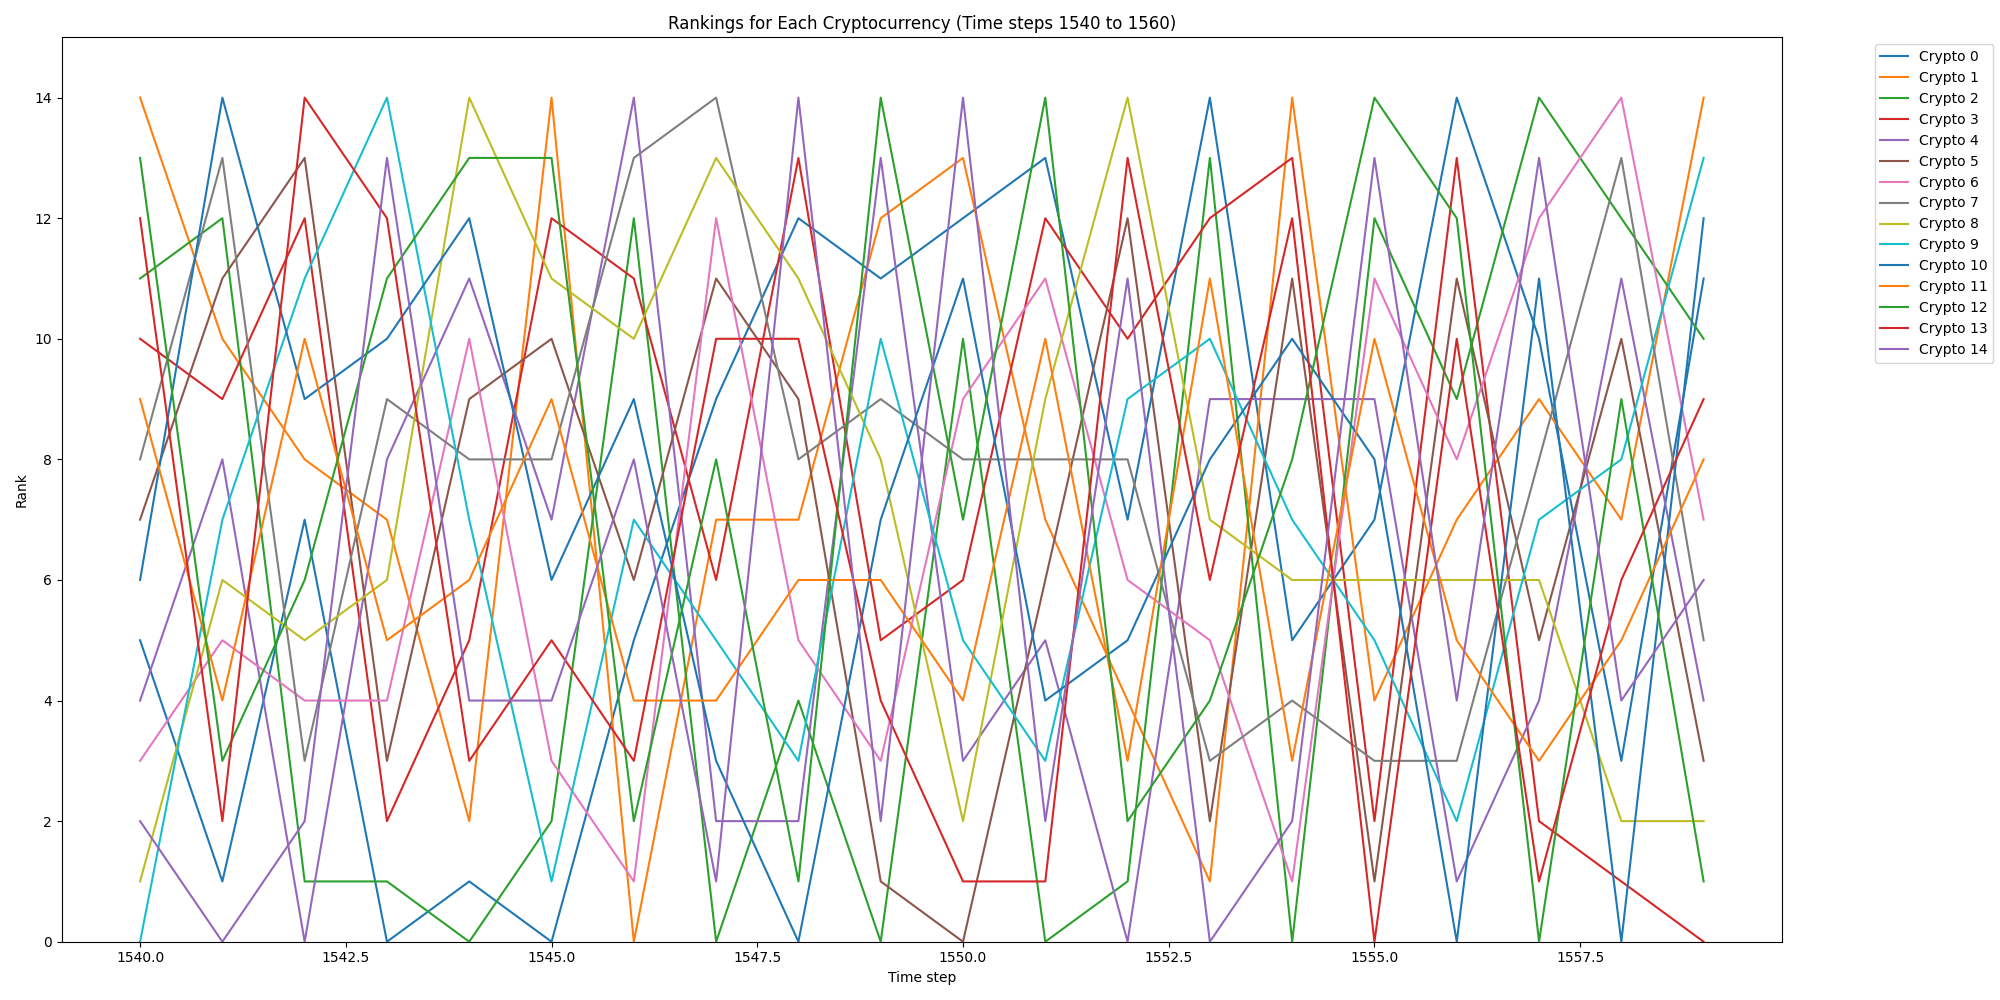 Rankings for Each Cryptocurrency (Time steps 1540 to 1560)
Rank
14
12
10
8
6
4
2
0
1540.0 1542.5 1545.0 1547.5 1550.0 1552.5 1555.0 1557.5
Time step
Crypto 0
Crypto 1
Crypto 2
Crypto 3
Crypto 4
Crypto 5
Crypto 6
Crypto 7
Crypto 8
Crypto 9
Crypto 10
Crypto 11
Crypto 12
Crypto 13
Crypto 14